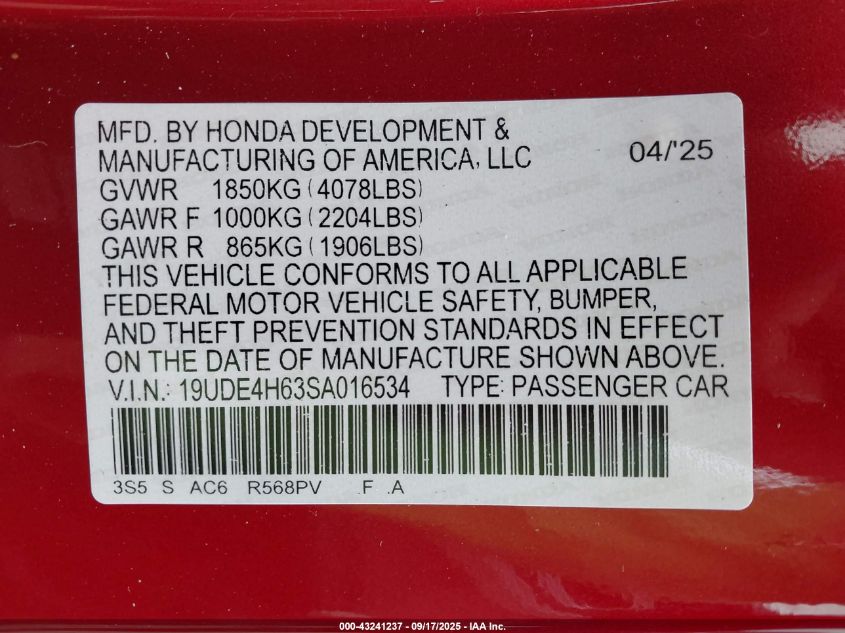 MFD. BY HONDA DEVELOPMENT &
MANUFACTURING OF AMERICA, LLC 04/'25
GVWR 1850KG (4078LBS)
GAWR F 1000KG (2204LBS)
GAWR R 865KG (1906LBS)
THIS VEHICLE CONFORMS TO ALL APPLICABLE
FEDERAL MOTOR VEHICLE SAFETY, BUMPER,
AND THEFT PREVENTION STANDARDS IN EFFECT
ON THE DATE OF MANUFACTURE SHOWN ABOVE.
V.I.N.: 19UDE4H63SA016534 TYPE: PASSENGER CAR
3S5 S AC6 R568PV F .A
000-43241237 - 09/17/2025 - IAA Inc.